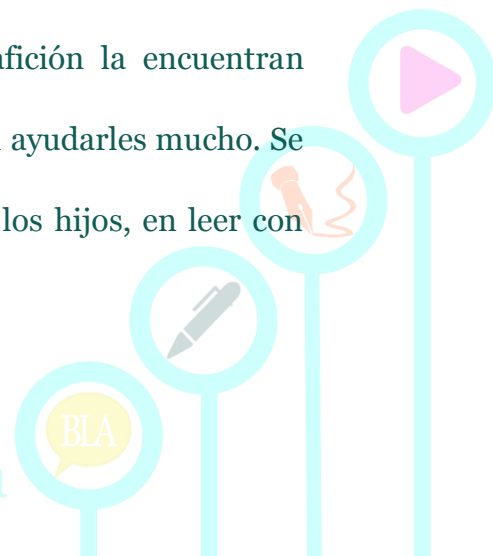 afición la encuentran
ayudarles mucho. Se
los hijos, en leer con
BLA